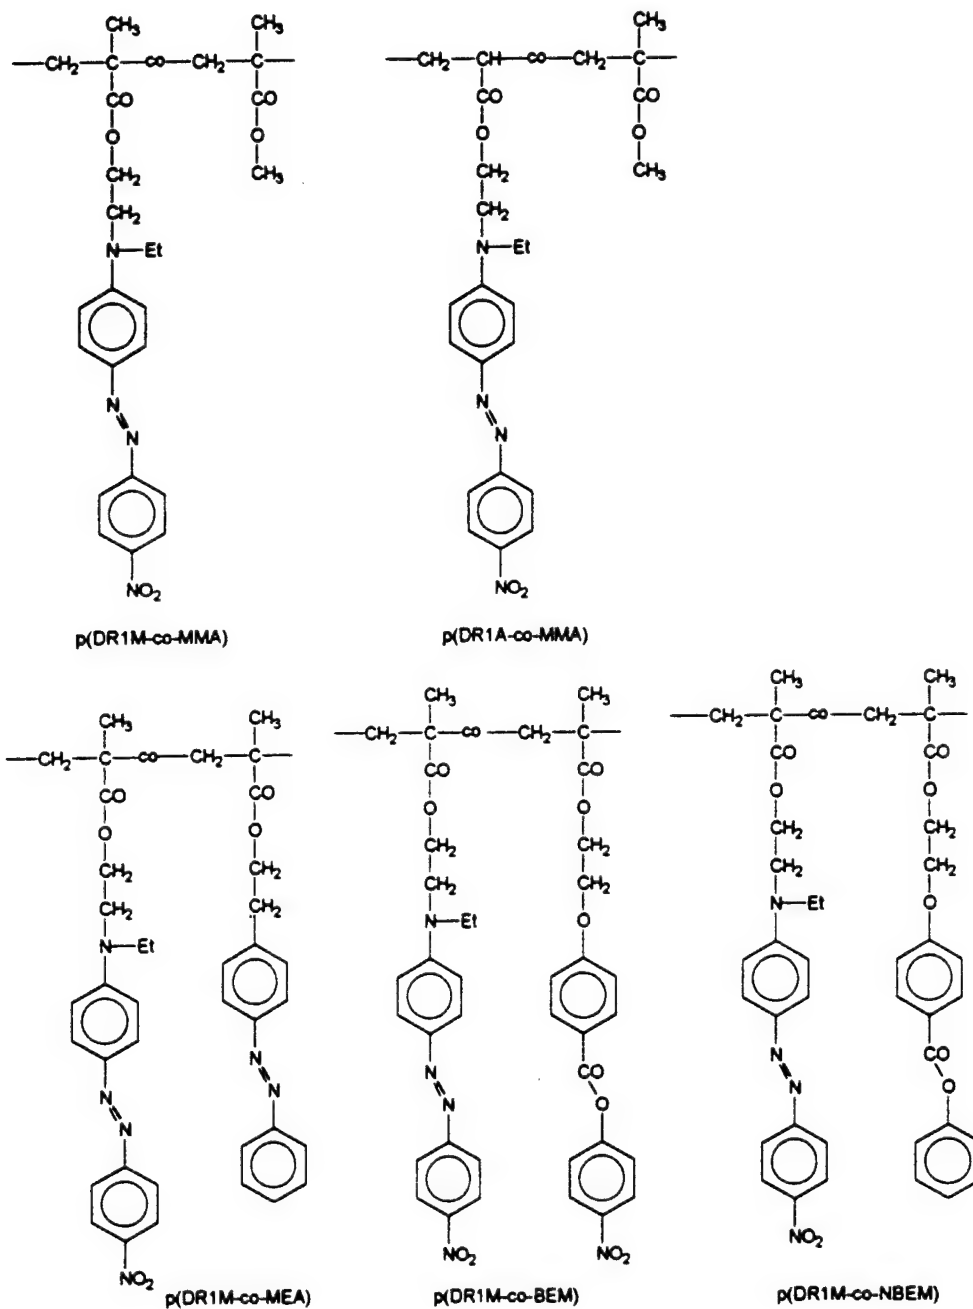 CH₃ CH₃
CH₂ C co CH₂ C
CO CO
O O
CH₂ CH₃
CH₂
N Et
N
N
NO₂
p(DR1M-co-MMA)
CH₃
CH₂ CH co CH₂ C
CO CO
O O
CH₂ CH₃
CH₂
N Et
N
N
NO₂
p(DR1A-co-MMA)
CH₃ CH₃
CH₂ C co CH₂ C
CO CO
O O
CH₂ CH₂
CH₂ CH₂
N Et
N N
N N
NO₂
p(DR1M-co-MEA)
CH₃ CH₃
CH₂ C co CH₂ C
CO CO
O O
CH₂ CH₂
CH₂ CH₂
N Et O
N CO
N O
NO₂ NO₂
p(DR1M-co-BEM)
CH₃ CH₃
CH₂ C co CH₂ C
CO CO
O O
CH₂ CH₂
CH₂ CH₂
N Et O
N CO
N O
NO₂
p(DR1M-co-NBEM)